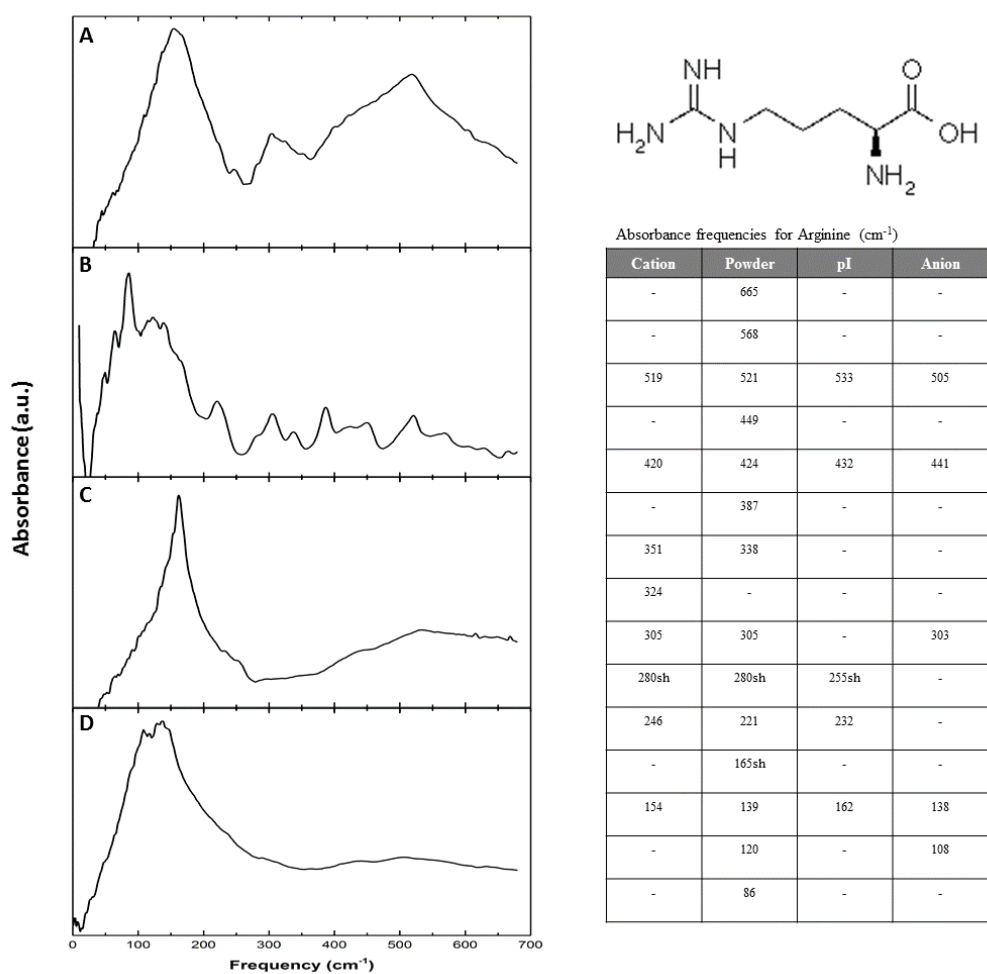 A
B
C
D
Absorbance (a.u.)
0 100 200 300 400 500 600 700
Frequency (cm-1)
NH
H2N
N
H
O
OH
NH2
Absorbance frequencies for Arginine (cm-1)
Cation Powder pI Anion
- 665 - -
- 568 - -
519 521 533 505
- 449 - -
420 424 432 441
- 387 - -
351 338 - -
324 - - -
305 305 - 303
280sh 280sh 255sh -
246 221 232 -
- 165sh - -
154 139 162 138
- 120 - 108
- 86 - -